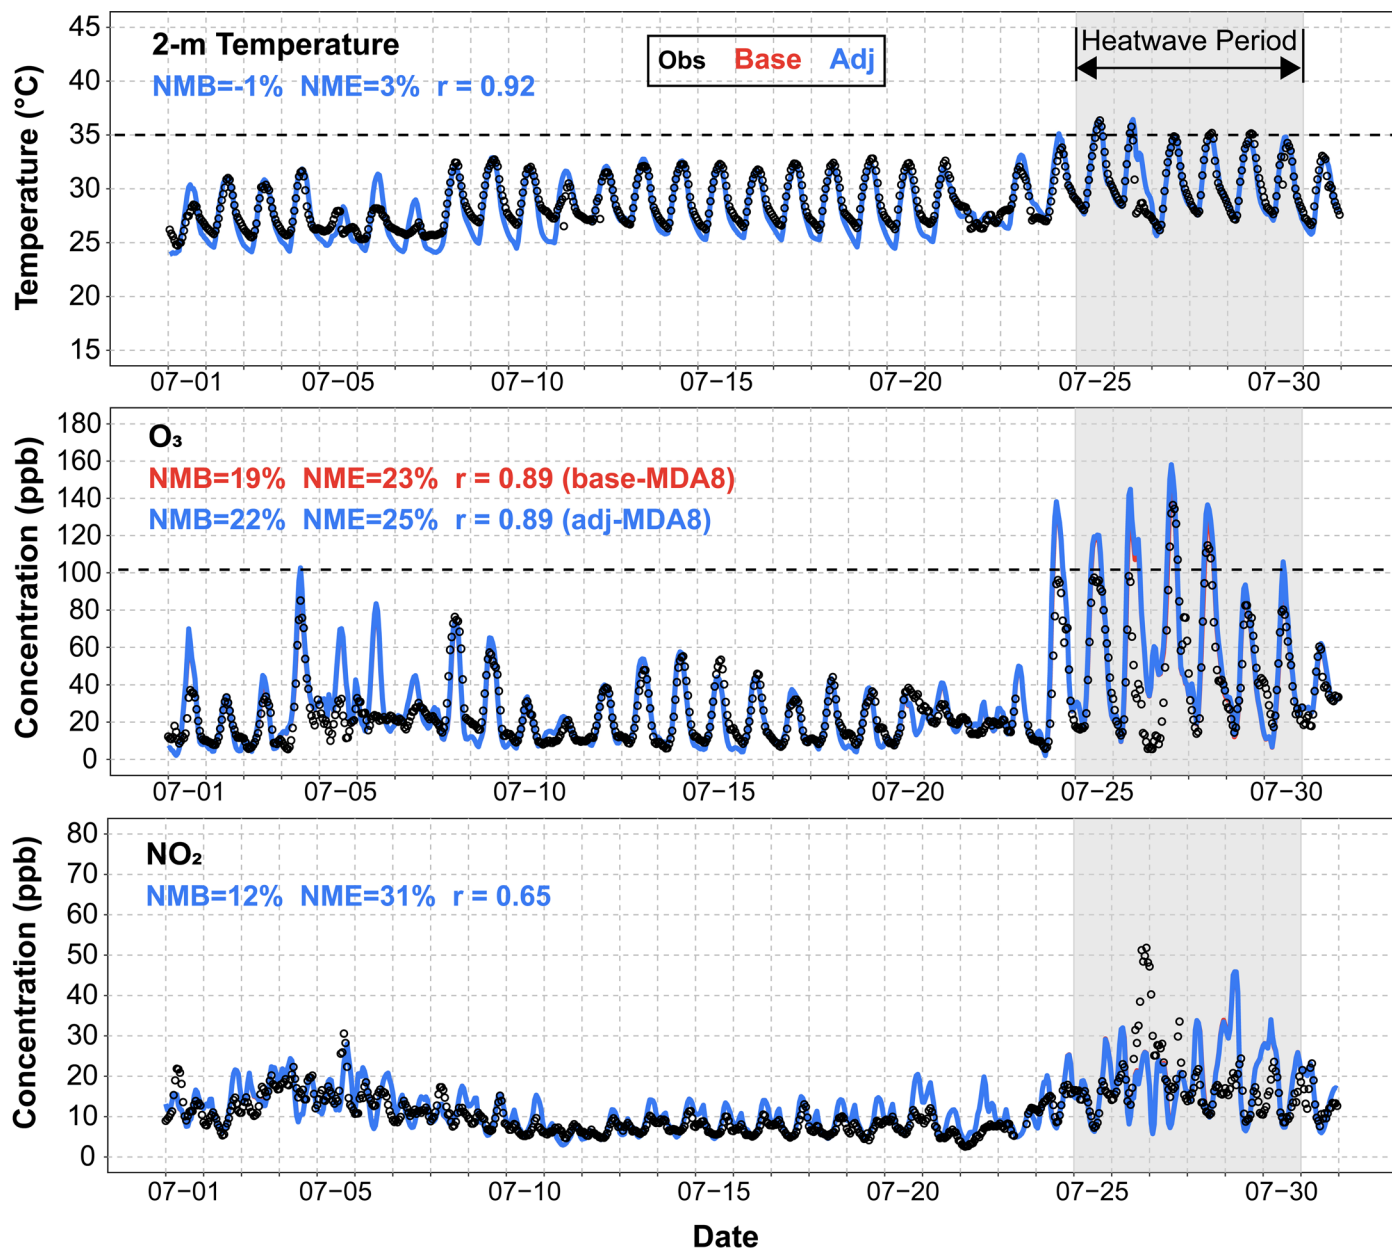 45
40
35
30
25
20
15
Temperature (°C)
2-m Temperature
NMB=-1% NME=3% r = 0.92
Obs Base Adj
Heatwave Period
07−01 07−05 07−10 07−15 07−20 07−25 07−30
180
160
140
120
100
80
60
40
20
0
Concentration (ppb)
O₃
NMB=19% NME=23% r = 0.89 (base-MDA8)
NMB=22% NME=25% r = 0.89 (adj-MDA8)
07−01 07−05 07−10 07−15 07−20 07−25 07−30
80
70
60
50
40
30
20
10
0
Concentration (ppb)
NO₂
NMB=12% NME=31% r = 0.65
07−01 07−05 07−10 07−15 07−20 07−25 07−30
Date